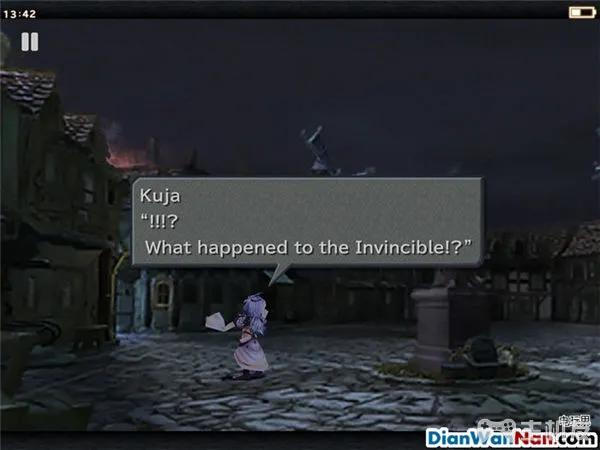 13:42
Kuja
“!!!?
What happened to the Invincible!?”
DianWanNan.com